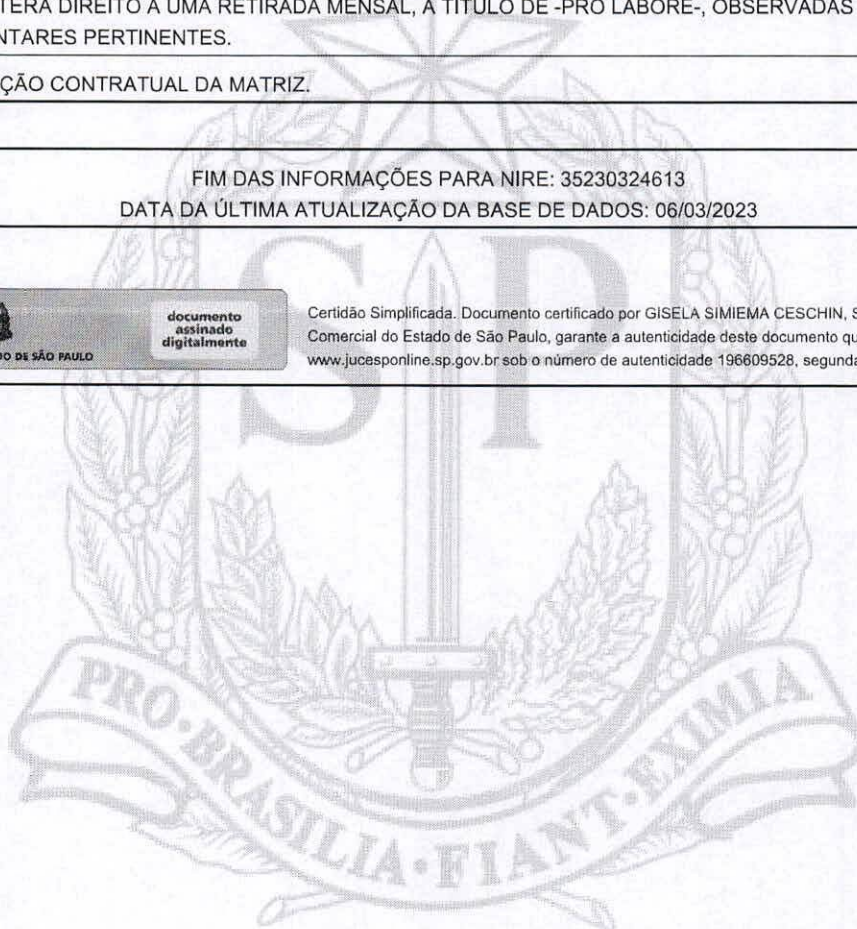 TERÁ DIREITO A UMA RETIRADA MENSAL, A TÍTULO DE -PRÓ LABORE-, OBSERVADAS
NTARES PERTINENTES.
ÇÃO CONTRATUAL DA MATRIZ.
FIM DAS INFORMAÇÕES PARA NIRE: 35230324613
DATA DA ÚLTIMA ATUALIZAÇÃO DA BASE DE DADOS: 06/03/2023
DO DE SÃO PAULO
documento
assinado
digitalmente
Certidão Simplificada. Documento certificado por GISELA SIMIEMA CESCHIN, S
Comercial do Estado de São Paulo, garante a autenticidade deste documento qu
www.jucesponline.sp.gov.br sob o número de autenticidade 196609528, segunda
SP
PRO·BRASILIA·FIANT·EXIMIA